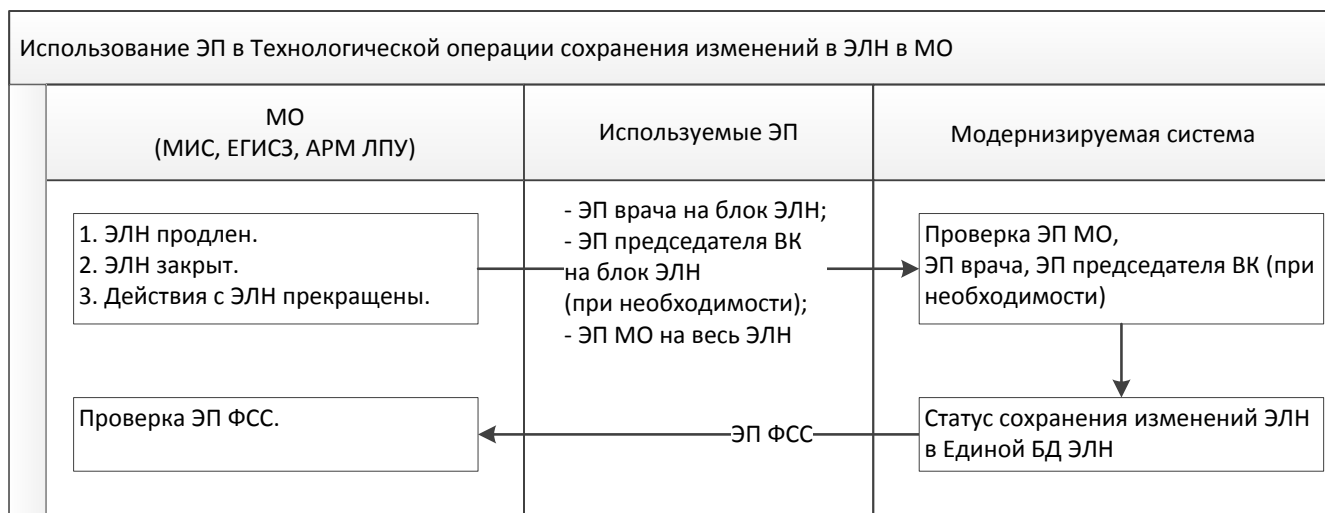 Использование ЭП в Технологической операции сохранения изменений в ЭЛН в МО
МО
(МИС, ЕГИСЗ, АРМ ЛПУ)
Используемые ЭП
Модернизируемая система
1. ЭЛН продлен.
2. ЭЛН закрыт.
3. Действия с ЭЛН прекращены.
- ЭП врача на блок ЭЛН;
- ЭП председателя ВК
на блок ЭЛН
(при необходимости);
- ЭП МО на весь ЭЛН
Проверка ЭП МО,
ЭП врача, ЭП председателя ВК (при
необходимости)
Проверка ЭП ФСС.
ЭП ФСС
Статус сохранения изменений ЭЛН
в Единой БД ЭЛН